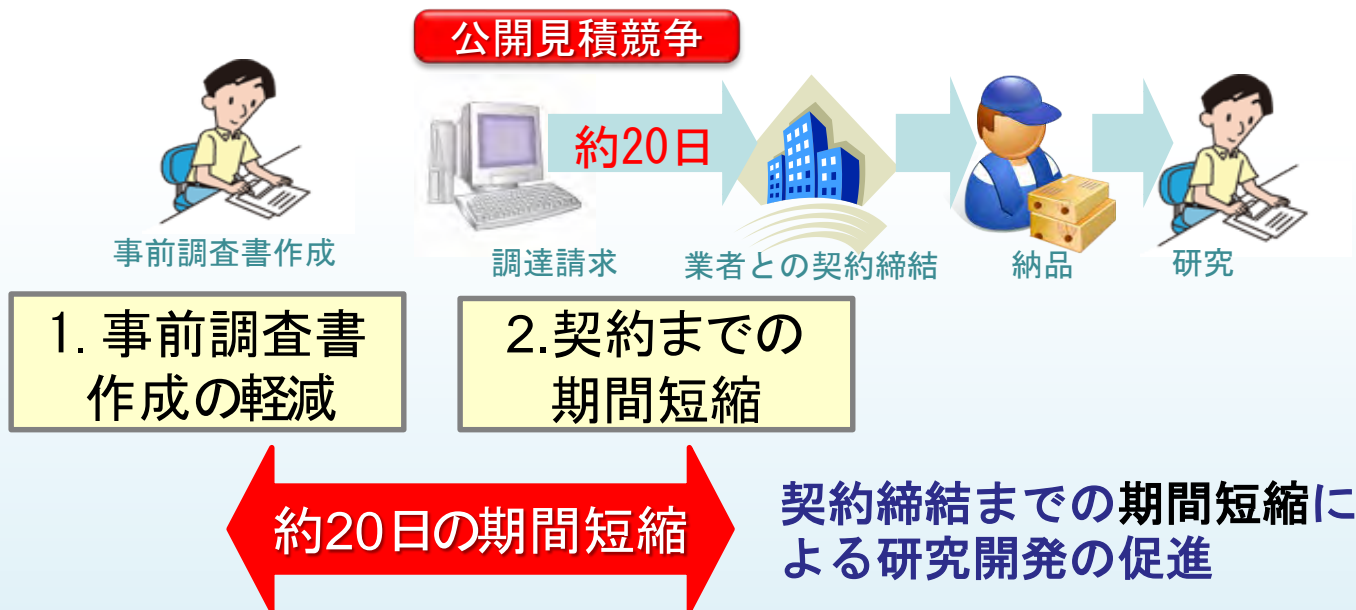 公開見積競争
約20日
事前調査書作成
調達請求
業者との契約締結
納品
研究
1. 事前調査書
作成の軽減
2.契約までの
期間短縮
約20日の期間短縮
契約締結までの期間短縮に
よる研究開発の促進